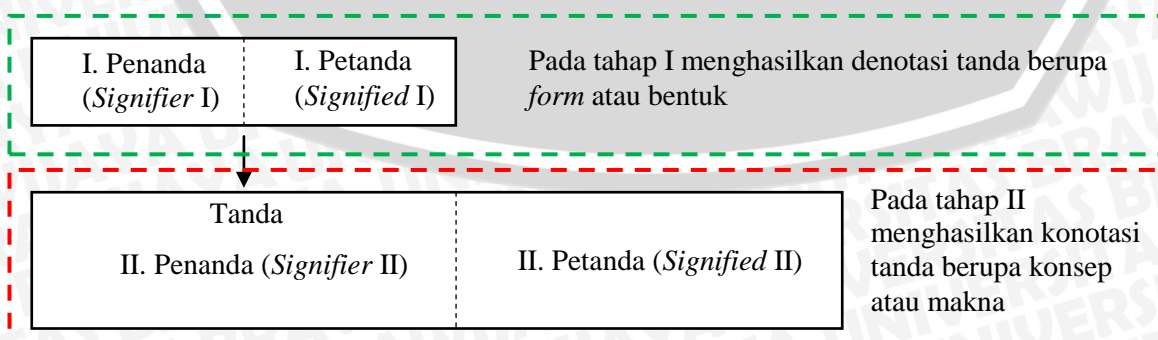 I. Penanda
(Signifier I)
I. Petanda
(Signified I)
Pada tahap I menghasilkan denotasi tanda berupa
form atau bentuk
Tanda
II. Penanda (Signifier II)
II. Petanda (Signified II)
Pada tahap II
menghasilkan konotasi
tanda berupa konsep
atau makna